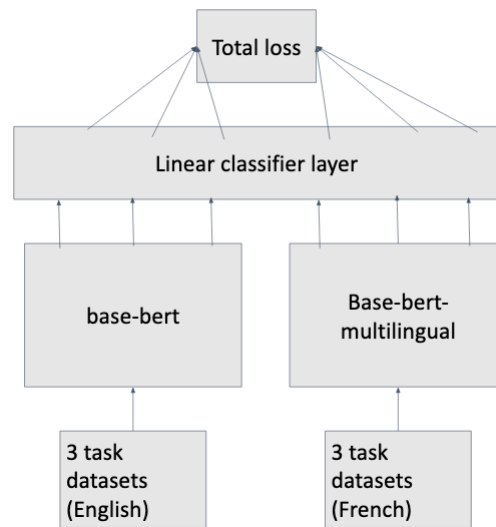 Total loss
Linear classifier layer
base-bert
Base-bert-
multilingual
3 task
datasets
(English)
3 task
datasets
(French)